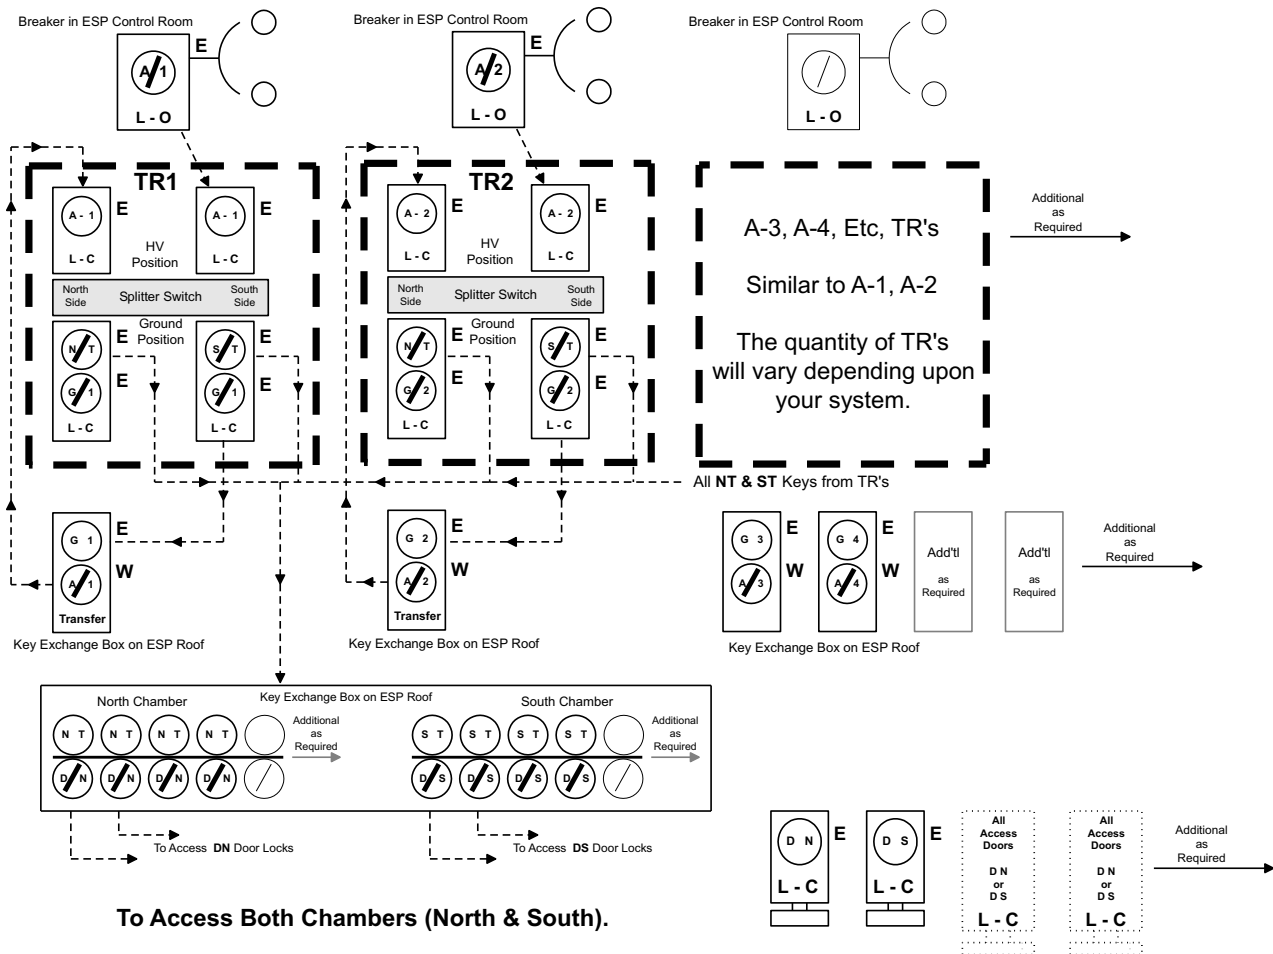 Breaker in ESP Control Room
E
A 1
L - O
Breaker in ESP Control Room
E
A 2
L - O
Breaker in ESP Control Room
L - O
TR1
A - 1
E
L - C
A - 1
E
L - C
HV
Position
North
Side
Splitter Switch
South
Side
Ground
Position
N T
E
G 1
E
L - C
S T
E
G 1
E
L - C
TR2
A - 2
E
L - C
A - 2
E
L - C
HV
Position
North
Side
Splitter Switch
South
Side
Ground
Position
N T
E
G 2
E
L - C
S T
E
G 2
E
L - C
A-3, A-4, Etc, TR's
Similar to A-1, A-2
The quantity of TR's
will vary depending upon
your system.
Additional
as
Required
All NT & ST Keys from TR's
G 1
E
A 1
W
Transfer
Key Exchange Box on ESP Roof
G 2
E
A 2
W
Transfer
Key Exchange Box on ESP Roof
G 3
E
A 3
W
G 4
E
A 4
W
Add'tl
as
Required
Add'tl
as
Required
Additional
as
Required
Key Exchange Box on ESP Roof
North Chamber
Key Exchange Box on ESP Roof
South Chamber
N T
N T
N T
N T
Additional
as
Required
S T
S T
S T
S T
Additional
as
Required
D N
D N
D N
D N
D S
D S
D S
D S
To Access DN Door Locks
To Access DS Door Locks
D N
E
L - C
D S
E
L - C
All
Access
Doors
D N
or
D S
L - C
All
Access
Doors
D N
or
D S
L - C
Additional
as
Required
To Access Both Chambers (North & South).